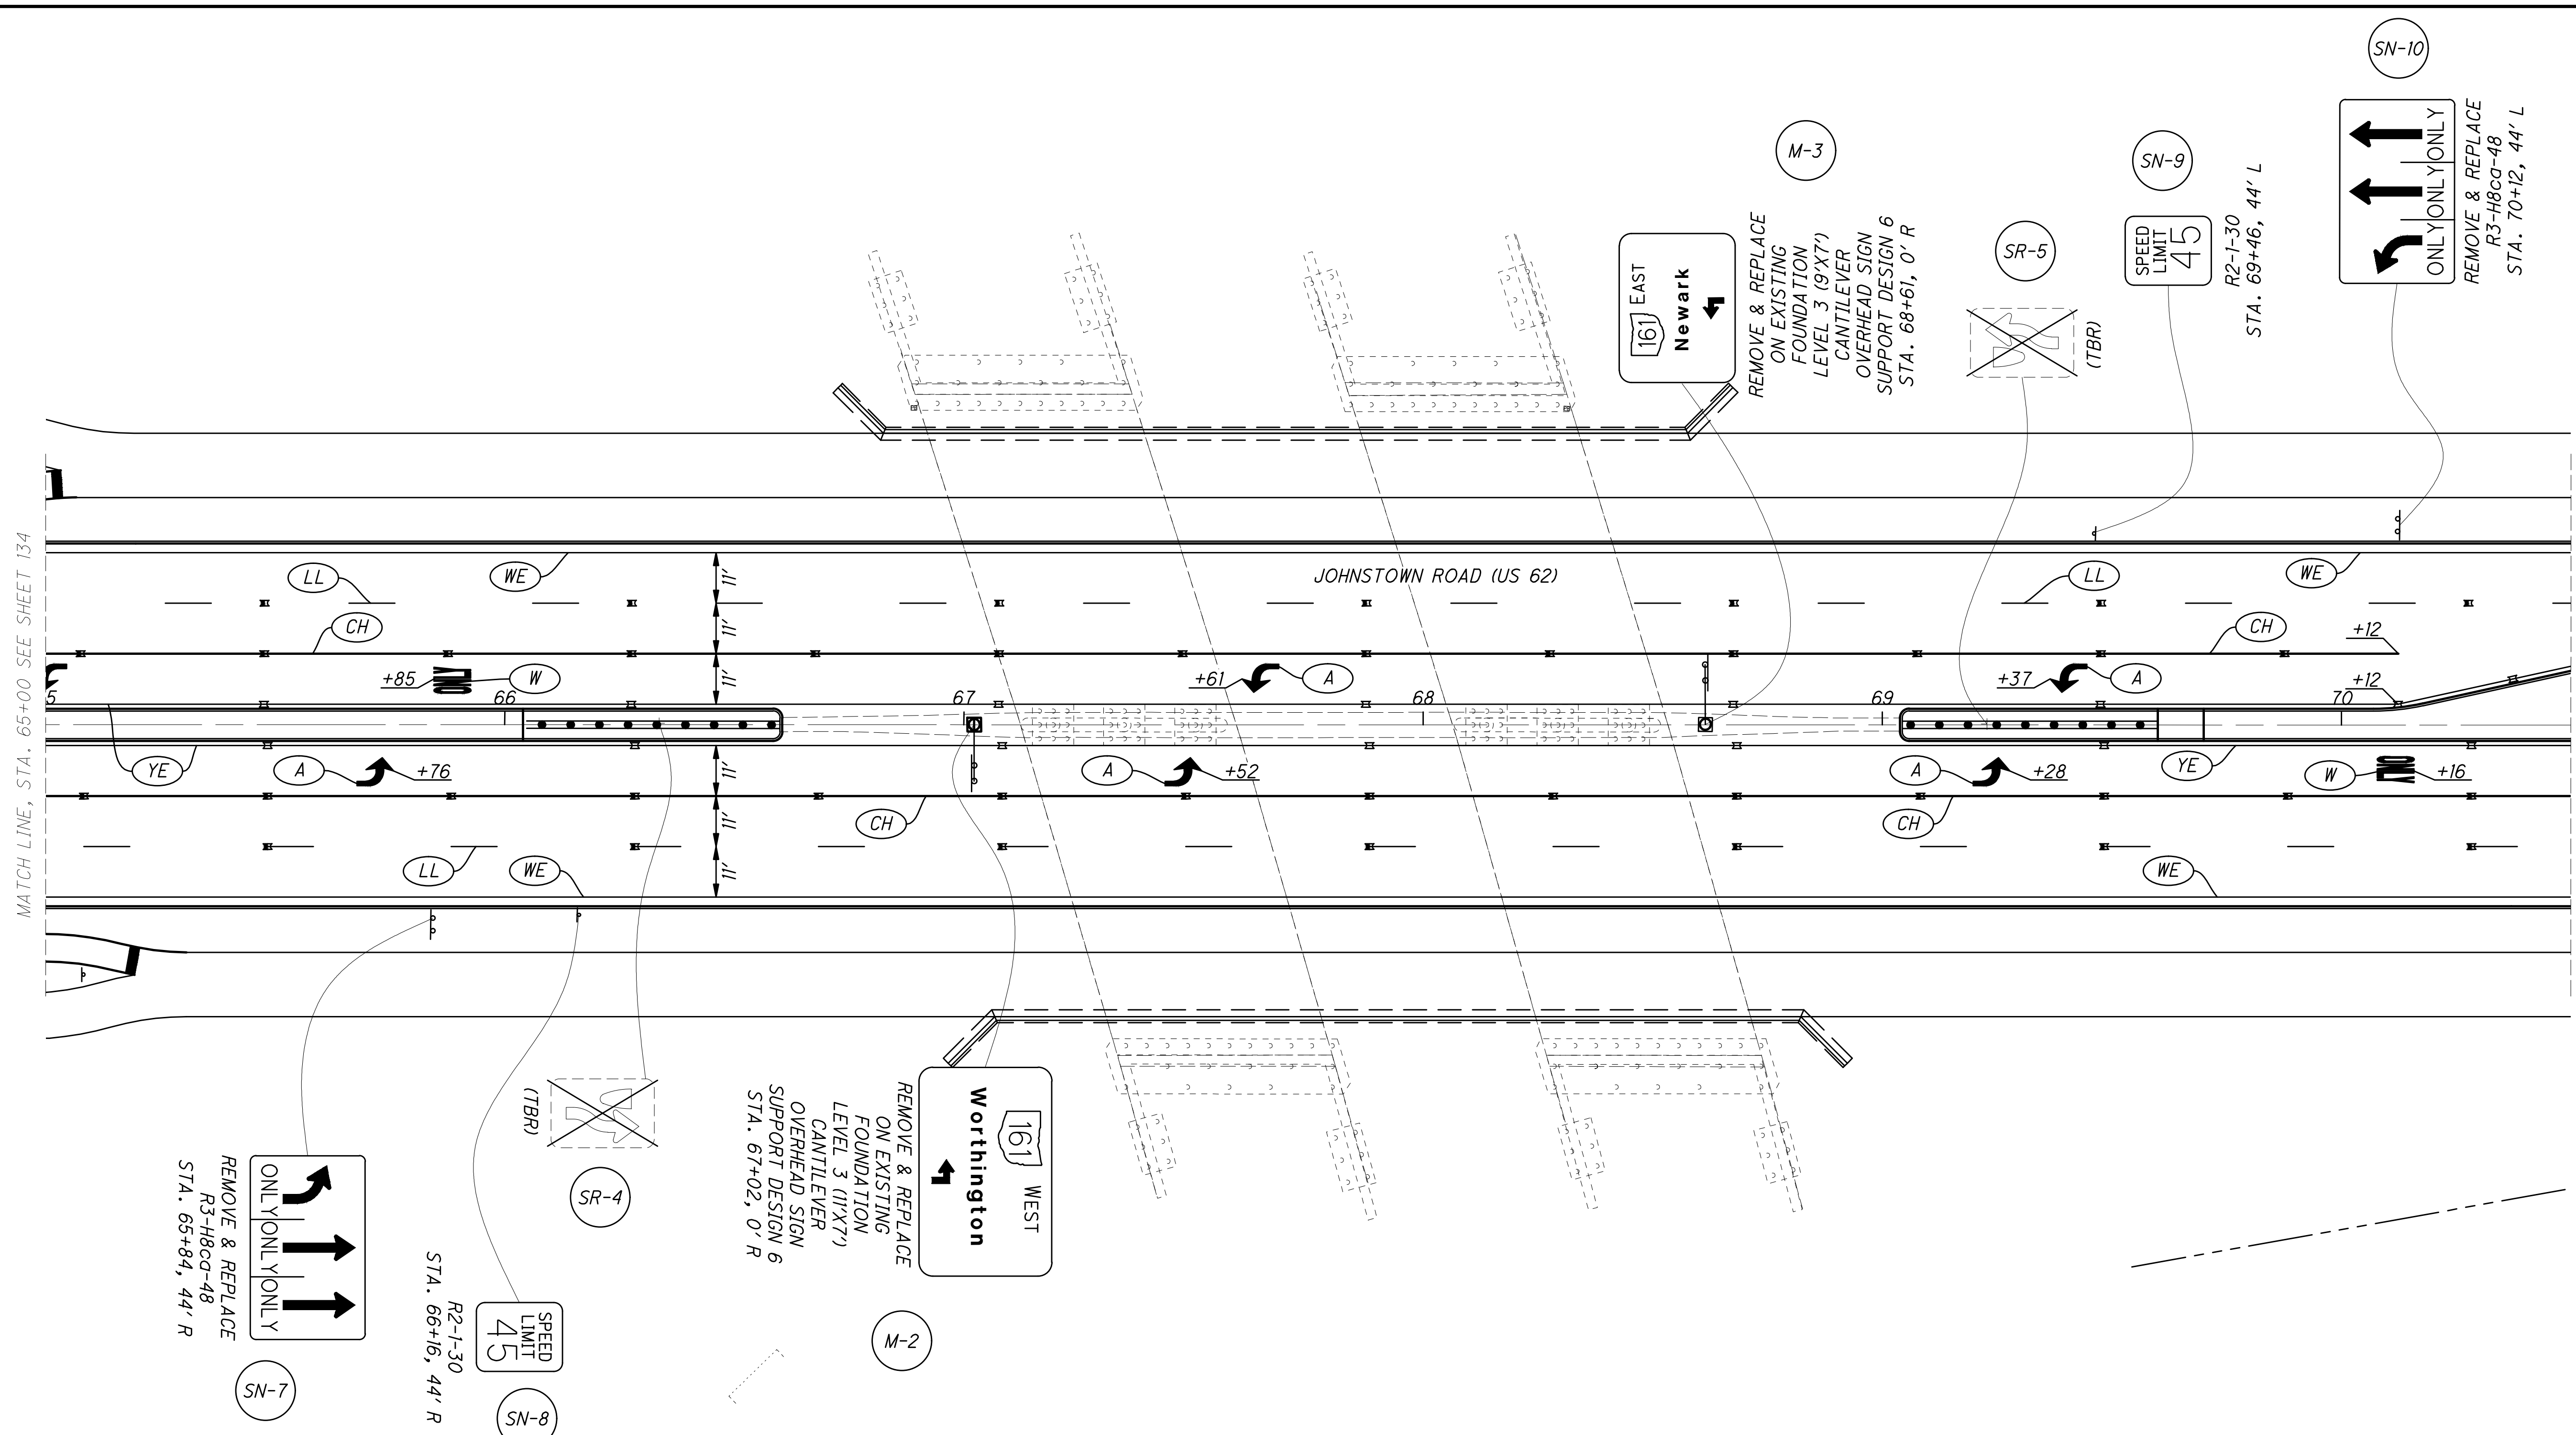 SN-10
ONLY ONLY ONLY
REMOVE & REPLACE
R3-H8ca-48
STA. 70+12, 44' L
SN-9
SPEED
LIMIT
45
R2-1-30
STA. 69+46, 44' L
M-3
161 EAST
Newark
REMOVE & REPLACE
ON EXISTING
FOUNDATION
LEVEL 3 (9'X7')
CANTILEVER
OVERHEAD SIGN
SUPPORT DESIGN 6
STA. 68+61, 0' R
SR-5
(TBR)
MATCH LINE, STA. 65+00 SEE SHEET 134
JOHNSTOWN ROAD (US 62)
LL
WE
11'
LL
WE
CH
11'
CH
+12
+85
ONLY
W
11'
+61
A
+37
A
+12
5
66
67
68
69
70
YE
A
+76
11'
A
+52
A
+28
YE
W
ONLY
+16
CH
11'
CH
LL
WE
11'
WE
SN-7
ONLY ONLY ONLY
REMOVE & REPLACE
R3-H8ca-48
STA. 65+84, 44' R
SN-8
SPEED
LIMIT
45
R2-1-30
STA. 66+16, 44' R
(TBR)
SR-4
161 WEST
Worthington
REMOVE & REPLACE
ON EXISTING
FOUNDATION
LEVEL 3 (11'X7')
CANTILEVER
OVERHEAD SIGN
SUPPORT DESIGN 6
STA. 67+02, 0' R
M-2